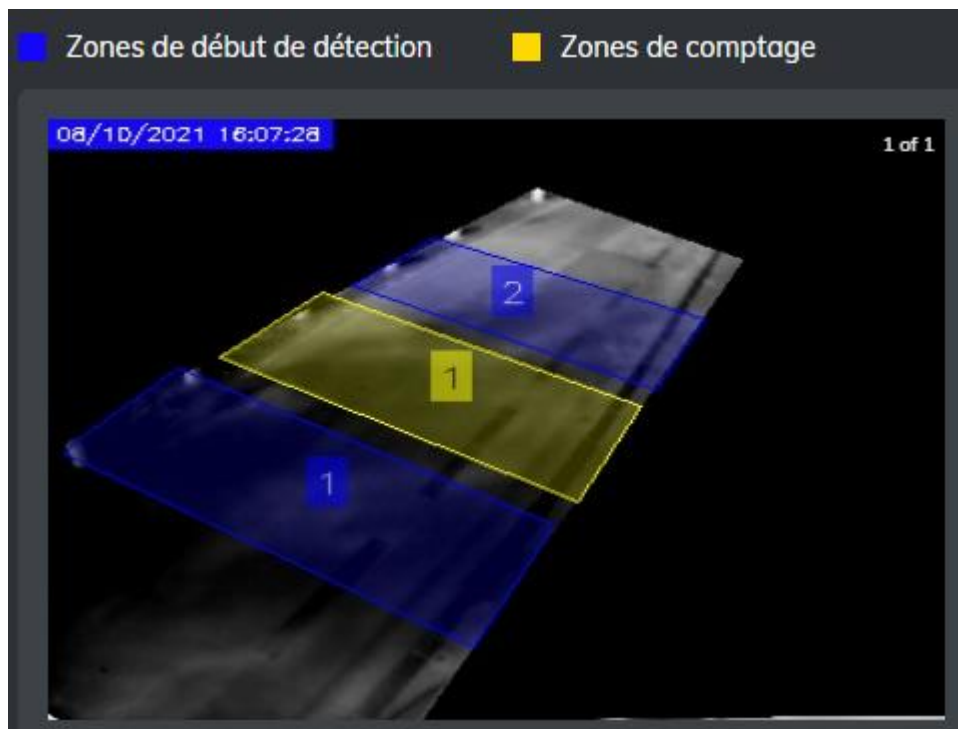 Zones de début de détection
Zones de comptage
08/10/2021 16:07:28
1 of 1
2
1
1